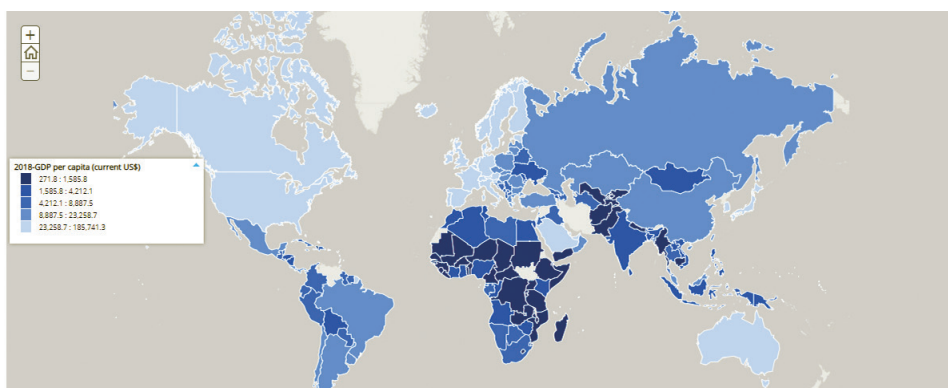 +
−
2018-GDP per capita (current US$)
271.8 : 1,585.8
1,585.8 : 4,212.1
4,212.1 : 8,887.5
8,887.5 : 23,258.7
23,258.7 : 185,741.3